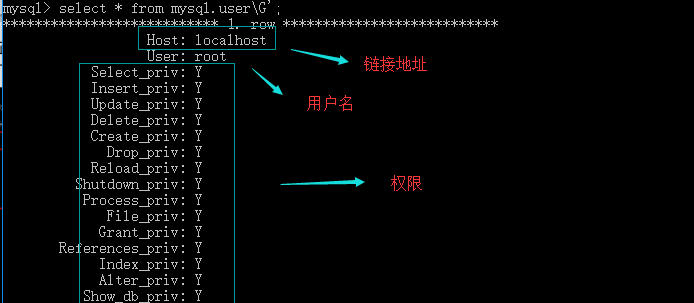 mysql> select * from mysql.user\G';
*************************** 1. row ***************************
Host: localhost
链接地址
User: root
用户名
Select_priv: Y
Insert_priv: Y
Update_priv: Y
Delete_priv: Y
Create_priv: Y
Drop_priv: Y
Reload_priv: Y
Shutdown_priv: Y
权限
Process_priv: Y
File_priv: Y
Grant_priv: Y
References_priv: Y
Index_priv: Y
Alter_priv: Y
Show_db_priv: Y